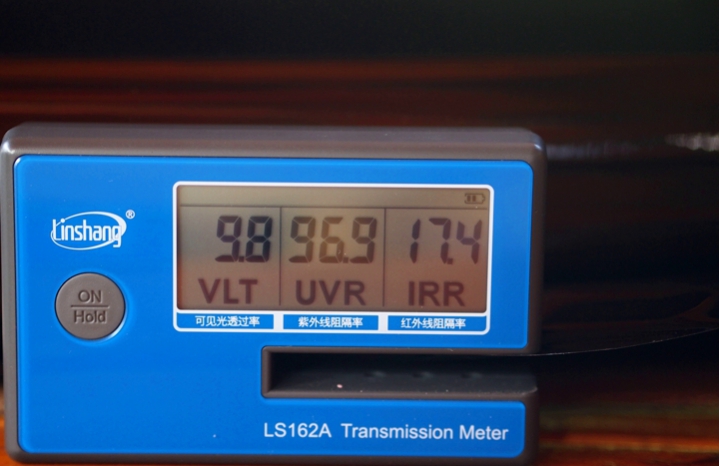 Linshang®
ON
Hold
9.8 96.9 17.4
VLT UVR IRR
可见光透过率 紫外线阻隔率 红外线阻隔率
LS162A Transmission Meter